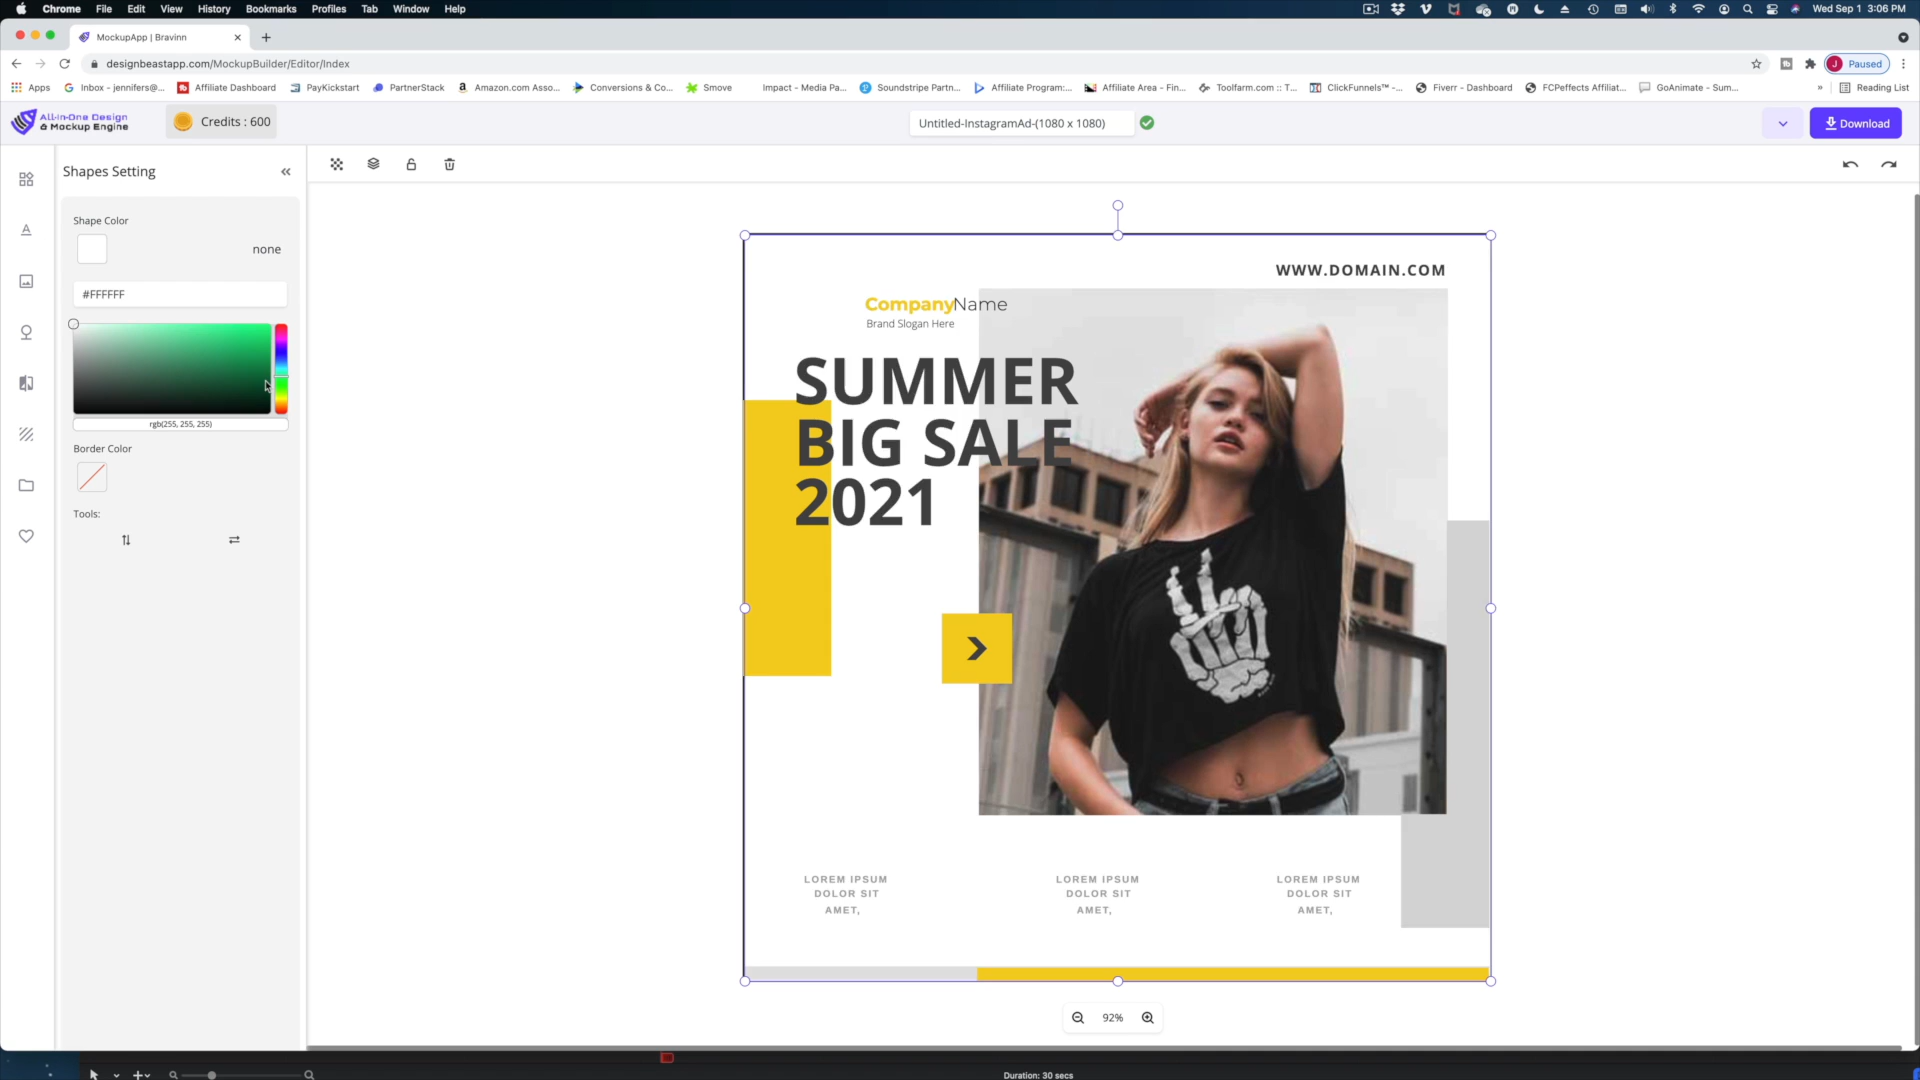 Chrome File Edit View History Bookmarks Profiles Tab Window Help
Wed Sep 1 3:06 PM
MockupApp | Bravinn
designbeastapp.com/MockupBuilder/Editor/Index
Paused
Apps
Inbox - jennifers@...
Affiliate Dashboard
PayKickstart
PartnerStack
Amazon.com Asso...
Conversions & Co...
Smove
Impact - Media Pa...
Soundstripe Partn...
Affiliate Program:...
Affiliate Area - Fin...
Toolfarm.com :: T...
ClickFunnels™ -...
Fiverr - Dashboard
FCPeffects Affiliat...
GoAnimate - Sum...
»
Reading List
All-in-One Design
& Mockup Engine
Credits : 600
Untitled-InstagramAd-(1080 x 1080)
Download
Shapes Setting
Shape Color
none
#FFFFFF
rgb(255, 255, 255)
Border Color
Tools:
WWW.DOMAIN.COM
CompanyName
Brand Slogan Here
SUMMER
BIG SALE
2021
LOREM IPSUM
DOLOR SIT
AMET,
LOREM IPSUM
DOLOR SIT
AMET,
LOREM IPSUM
DOLOR SIT
AMET,
92%
Duration: 30 secs